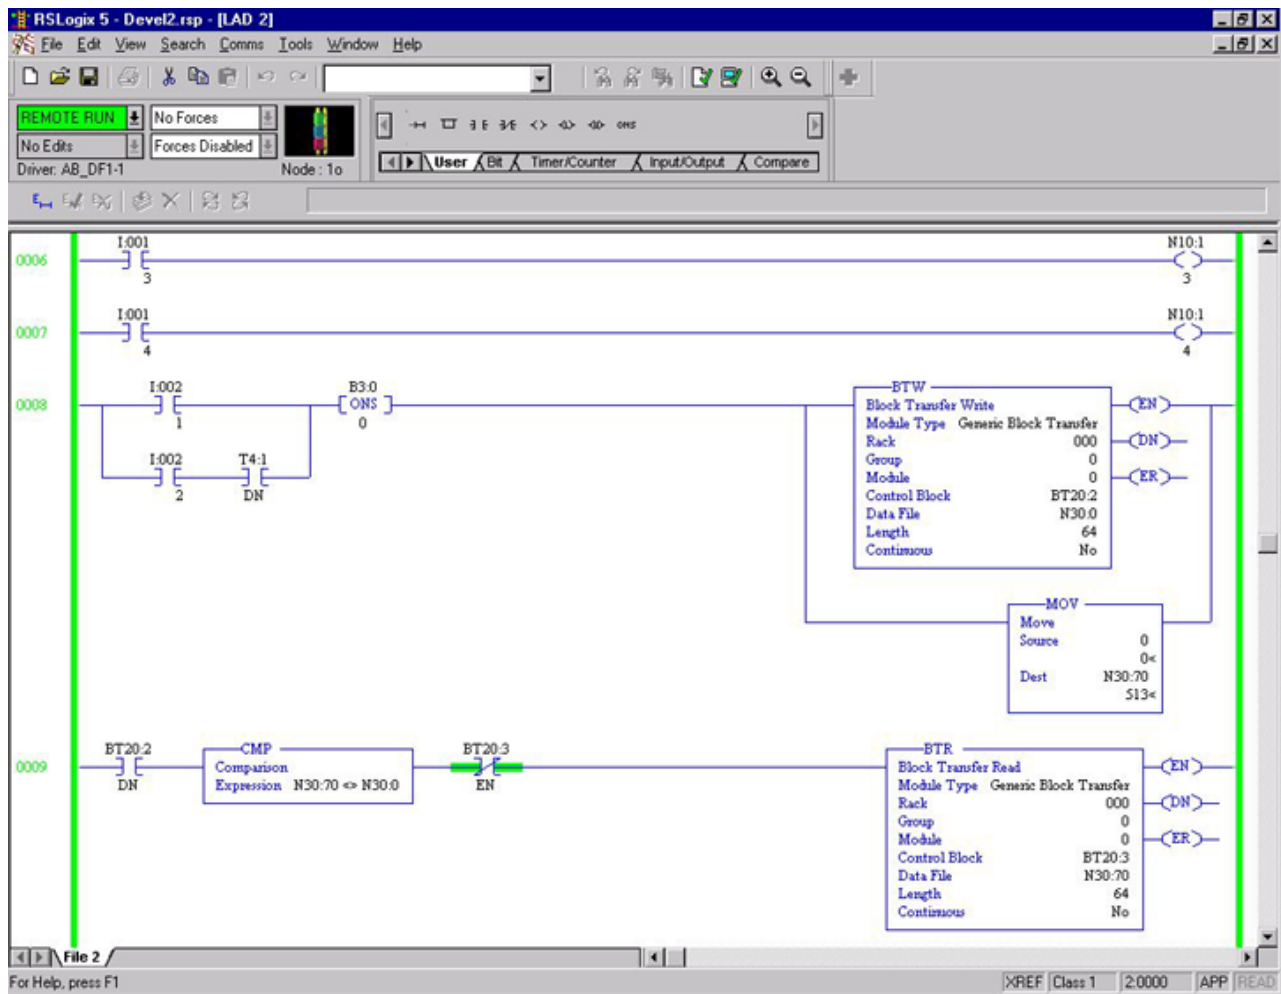 RSLogix 5 - Devel2.rsp - [LAD 2]
File Edit View Search Comms Tools Window Help
REMOTE RUN No Forces
No Edits Forces Disabled
Driver: AB_DF1-1 Node : 1o
ONS
User Bit Timer/Counter Input/Output Compare
I:001 N10:1
0006
3 3
I:001 N10:1
0007
4 4
I:002 B3:0 BTW
0008 ONS Block Transfer Write EN
1 0 Module Type Generic Block Transfer
Rack 000 DN
I:002 T4:1 Group 0
Module 0 ER
2 DN Control Block BT20:2
Data File N30:0
Length 64
Continuous No
MOV
Move
Source 0
0<
Dest N30:70
513<
BT20:2 CMP BT20:3 BTR
0009 Comparison Block Transfer Read EN
DN Expression N30:70 <> N30:0 EN Module Type Generic Block Transfer
Rack 000 DN
Group 0
Module 0 ER
Control Block BT20:3
Data File N30:70
Length 64
Continuous No
File 2
For Help, press F1 XREF Class 1 2:0000 APP READ